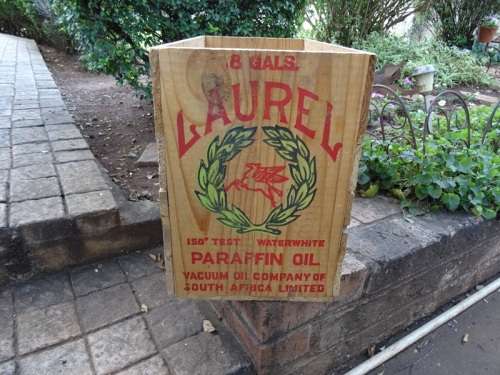 8 GALS.
LAUREL
150° TEST. WATERWHITE
PARAFFIN OIL
VACUUM OIL COMPANY OF
SOUTH AFRICA LIMITED